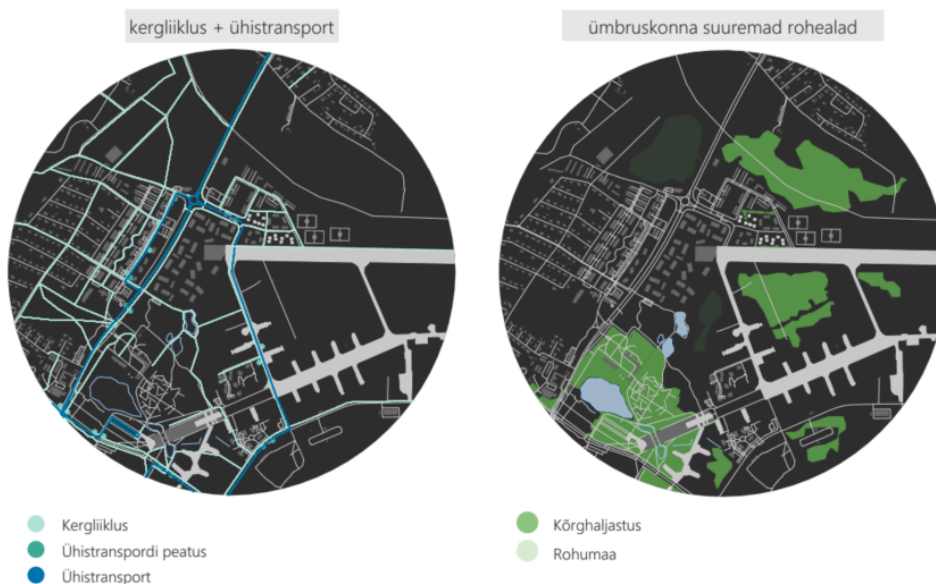 kergliiklus + ühistransport
ümbruskonna suuremad rohealad
Kergliiklus
Ühistranspordi peatus
Ühistransport
Kõrghaljastus
Rohumaa